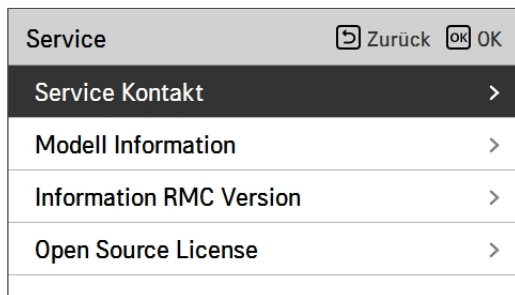 Service Zurück OK OK
Service Kontakt
Modell Information
Information RMC Version
Open Source License